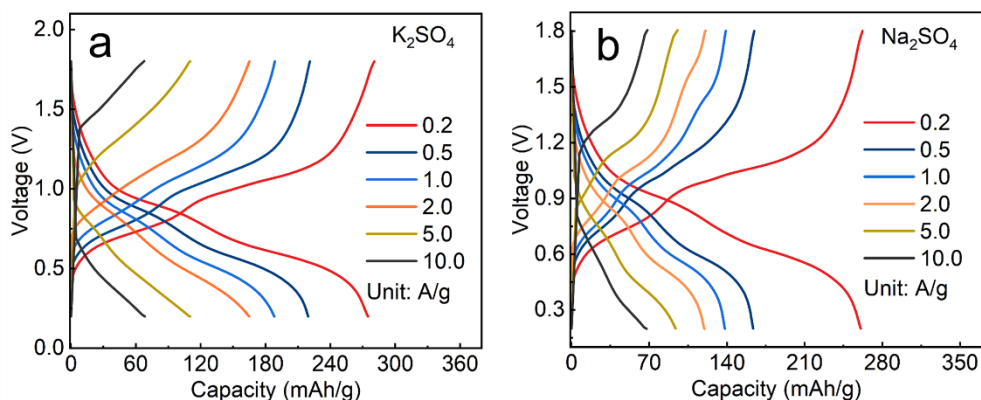 a
K₂SO₄
2.0
1.5
1.0
0.5
0.0
Voltage (V)
0.2
0.5
1.0
2.0
5.0
10.0
Unit: A/g
0 60 120 180 240 300 360
Capacity (mAh/g)
b
Na₂SO₄
1.8
1.5
1.2
0.9
0.6
0.3
Voltage (V)
0.2
0.5
1.0
2.0
5.0
10.0
Unit: A/g
0 70 140 210 280 350
Capacity (mAh/g)